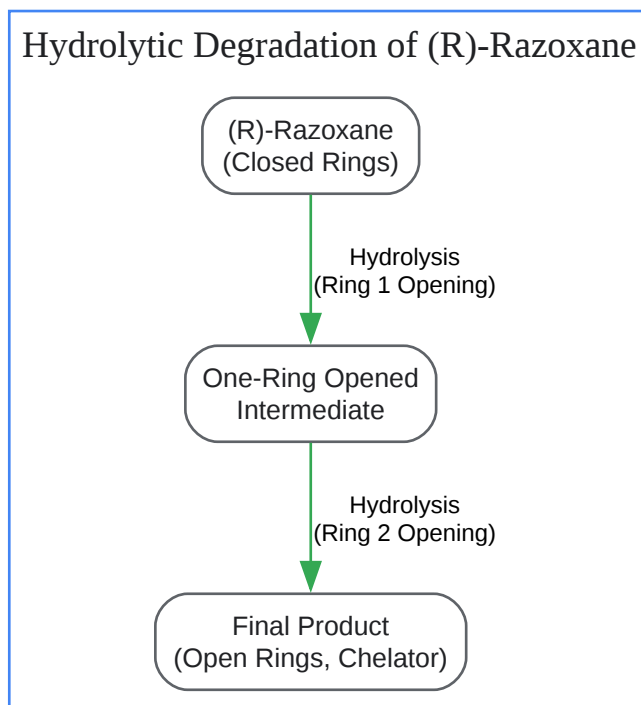 Hydrolytic Degradation of (R)-Razoxane
(R)-Razoxane
(Closed Rings)
Hydrolysis
(Ring 1 Opening)
One-Ring Opened
Intermediate
Hydrolysis
(Ring 2 Opening)
Final Product
(Open Rings, Chelator)